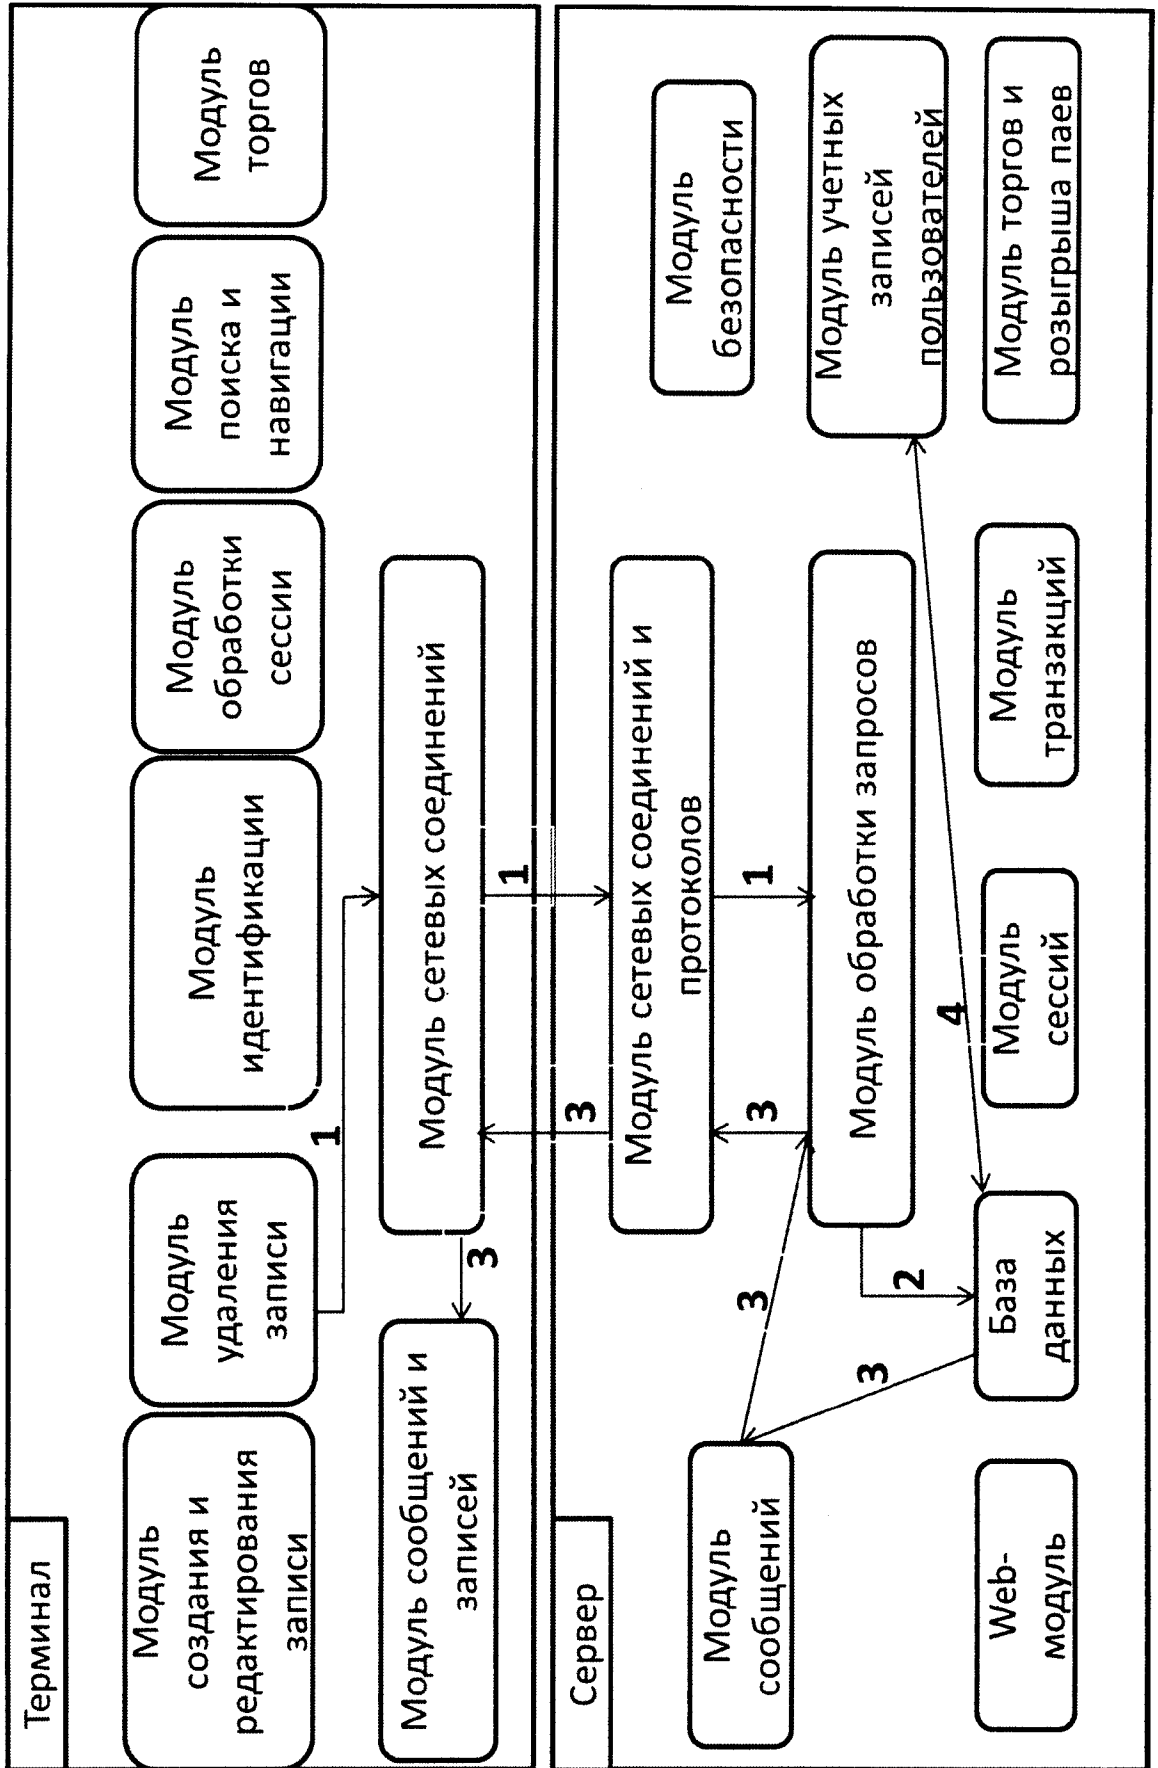 Терминал
Модуль
создания и
редактирования
записи
Модуль
удаления
записи
Модуль
идентификации
Модуль
обработки
сессии
Модуль
поиска и
навигации
Модуль
торгов
1
Модуль сообщений и
записей
3
Модуль сетевых соединений
3
1
Сервер
Модуль
сообщений
Модуль сетевых соединений и
протоколов
Модуль
безопасности
3
3
1
Модуль обработки запросов
Модуль учетных
записей
пользователей
3
2
4
Web-
модуль
База
данных
Модуль
сессий
Модуль
транзакций
Модуль торгов и
розыгрыша паев